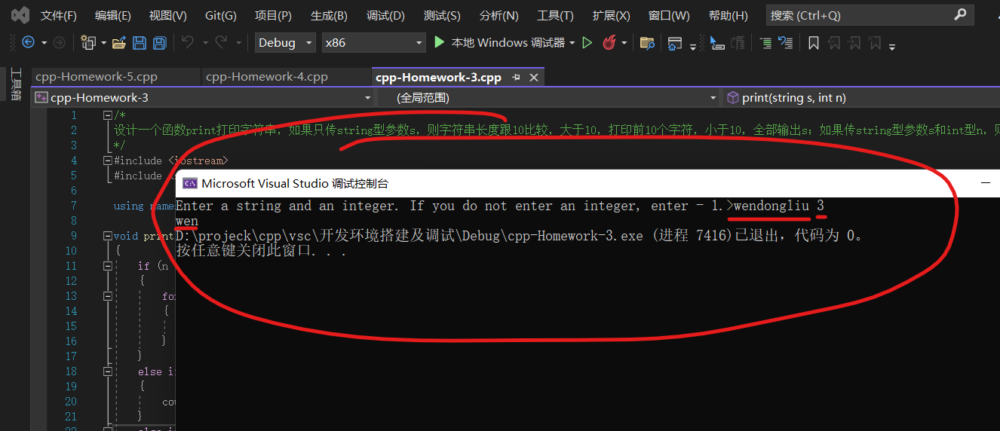 文件(F) 编辑(E) 视图(V) Git(G) 项目(P) 生成(B) 调试(D) 测试(S) 分析(N) 工具(T) 扩展(X) 窗口(W) 帮助(H) 搜索 (Ctrl+Q)
Debug x86 本地 Windows 调试器
工具箱
cpp-Homework-5.cpp cpp-Homework-4.cpp cpp-Homework-3.cpp
cpp-Homework-3 (全局范围) print(string s, int n)
1 /*
2 设计一个函数print打印字符串，如果只传string型参数s，则字符串长度跟10比较，大于10，打印前10个字符，小于10，全部输出s；如果传string型参数s和int型n，
3 */
4 #include <iostream>
5 #include
Microsoft Visual Studio 调试控制台
6
7 using
Enter a string and an integer. If you do not enter an integer, enter - 1.>wendongliu 3
8
wen
9 void print
D:\projeck\cpp\vsc\开发环境搭建及调试\Debug\cpp-Homework-3.exe (进程 7416)已退出，代码为 0。
10 {
按任意键关闭此窗口. . .
11 if (n
12 {
13
14 {
15
16 }
17 }
18 else
19 {
20
21 }
22 else